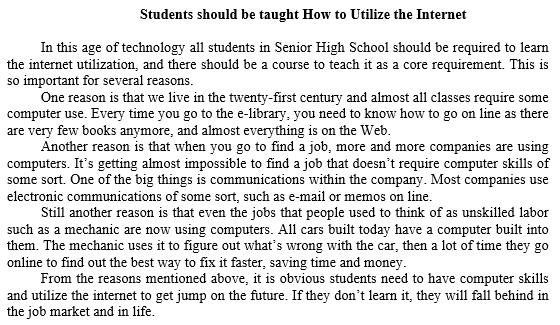 Students should be taught How to Utilize the Internet
In this age of technology all students in Senior High School should be required to learn
the internet utilization, and there should be a course to teach it as a core requirement. This is
so important for several reasons.
One reason is that we live in the twenty-first century and almost all classes require some
computer use. Every time you go to the e-library, you need to know how to go on line as there
are very few books anymore, and almost everything is on the Web.
Another reason is that when you go to find a job, more and more companies are using
computers. It’s getting almost impossible to find a job that doesn’t require computer skills of
some sort. One of the big things is communications within the company. Most companies use
electronic communications of some sort, such as e-mail or memos on line.
Still another reason is that even the jobs that people used to think of as unskilled labor
such as a mechanic are now using computers. All cars built today have a computer built into
them. The mechanic uses it to figure out what’s wrong with the car, then a lot of time they go
online to find out the best way to fix it faster, saving time and money.
From the reasons mentioned above, it is obvious students need to have computer skills
and utilize the internet to get jump on the future. If they don’t learn it, they will fall behind in
the job market and in life.